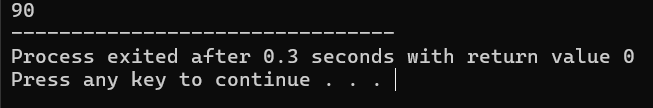 90
--------------------------------
Process exited after 0.3 seconds with return value 0
Press any key to continue . . .